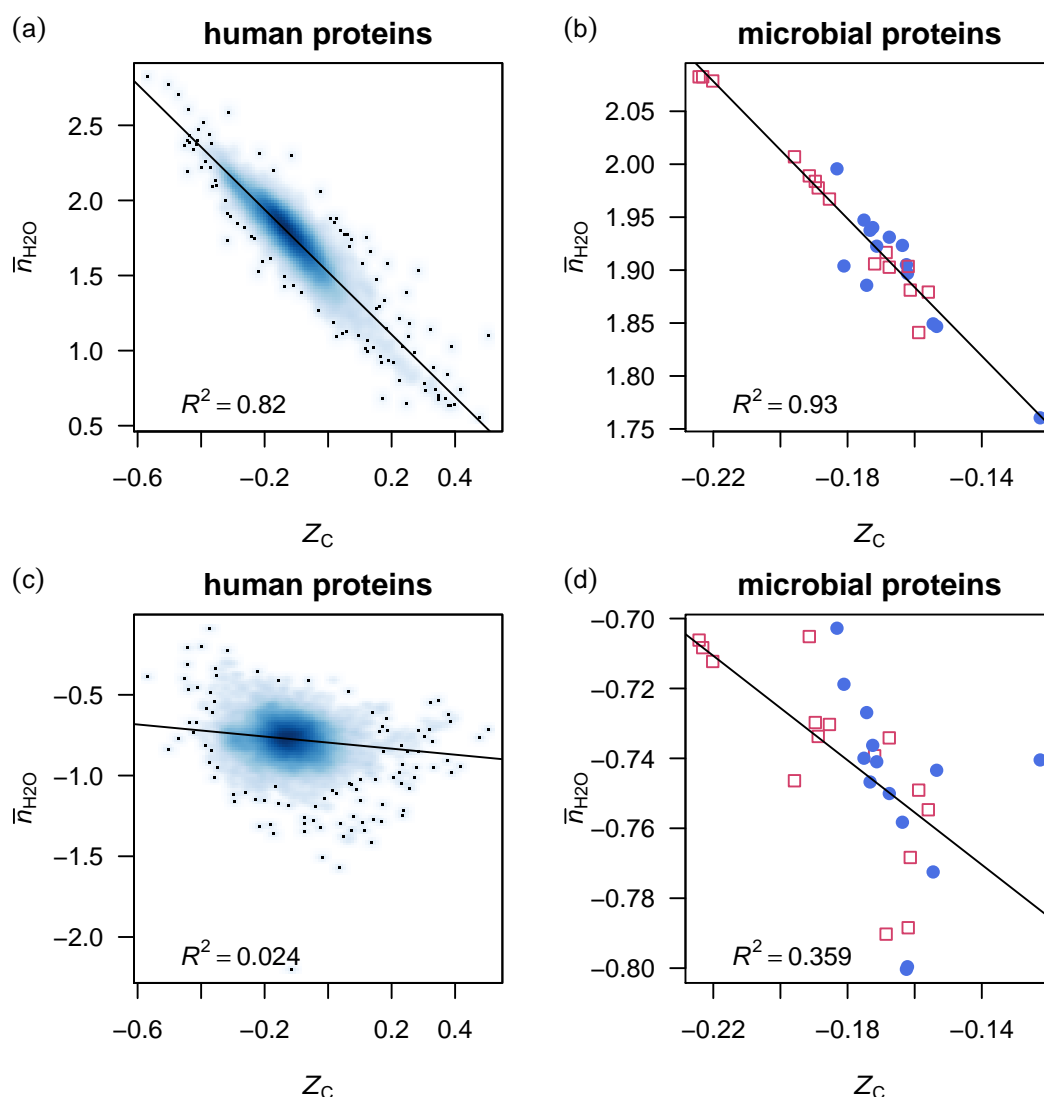 (a) human proteins
n̅H2O
2.5
2.0
1.5
1.0
0.5
R² = 0.82
−0.6 −0.2 0.2 0.4
ZC
(b) microbial proteins
n̅H2O
2.05
2.00
1.95
1.90
1.85
1.80
1.75
R² = 0.93
−0.22 −0.18 −0.14
ZC
(c) human proteins
n̅H2O
−0.5
−1.0
−1.5
−2.0
R² = 0.024
−0.6 −0.2 0.2 0.4
ZC
(d) microbial proteins
n̅H2O
−0.70
−0.72
−0.74
−0.76
−0.78
−0.80
R² = 0.359
−0.22 −0.18 −0.14
ZC